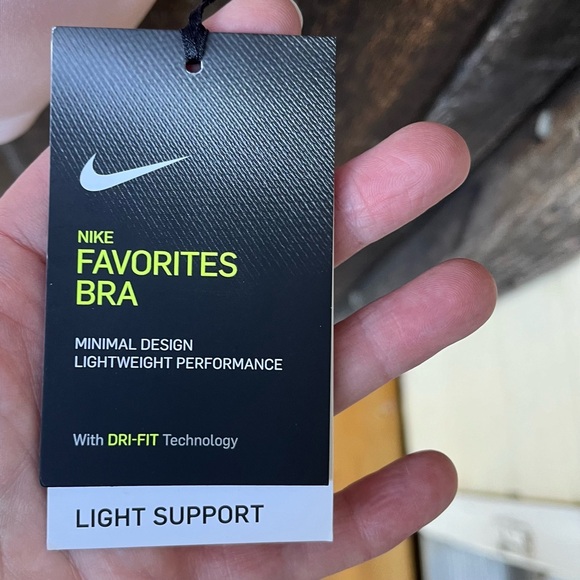 NIKE
FAVORITES
BRA
MINIMAL DESIGN
LIGHTWEIGHT PERFORMANCE
With DRI-FIT Technology
LIGHT SUPPORT